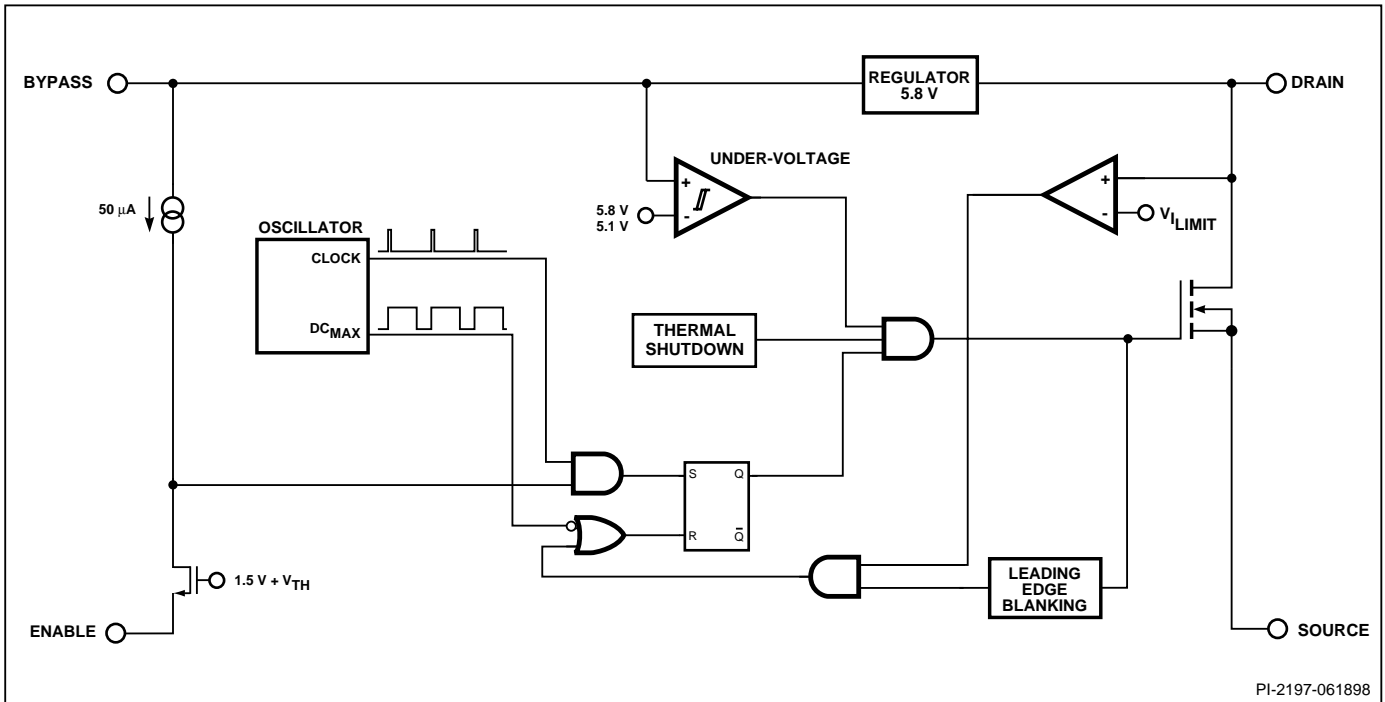 BYPASS
REGULATOR
5.8 V
DRAIN
UNDER-VOLTAGE
+
-
5.8 V
5.1 V
+
-
VILIMIT
50 µA
OSCILLATOR
CLOCK
DCMAX
THERMAL
SHUTDOWN
S Q
R Q̅
1.5 V + VTH
LEADING
EDGE
BLANKING
ENABLE
SOURCE
PI-2197-061898